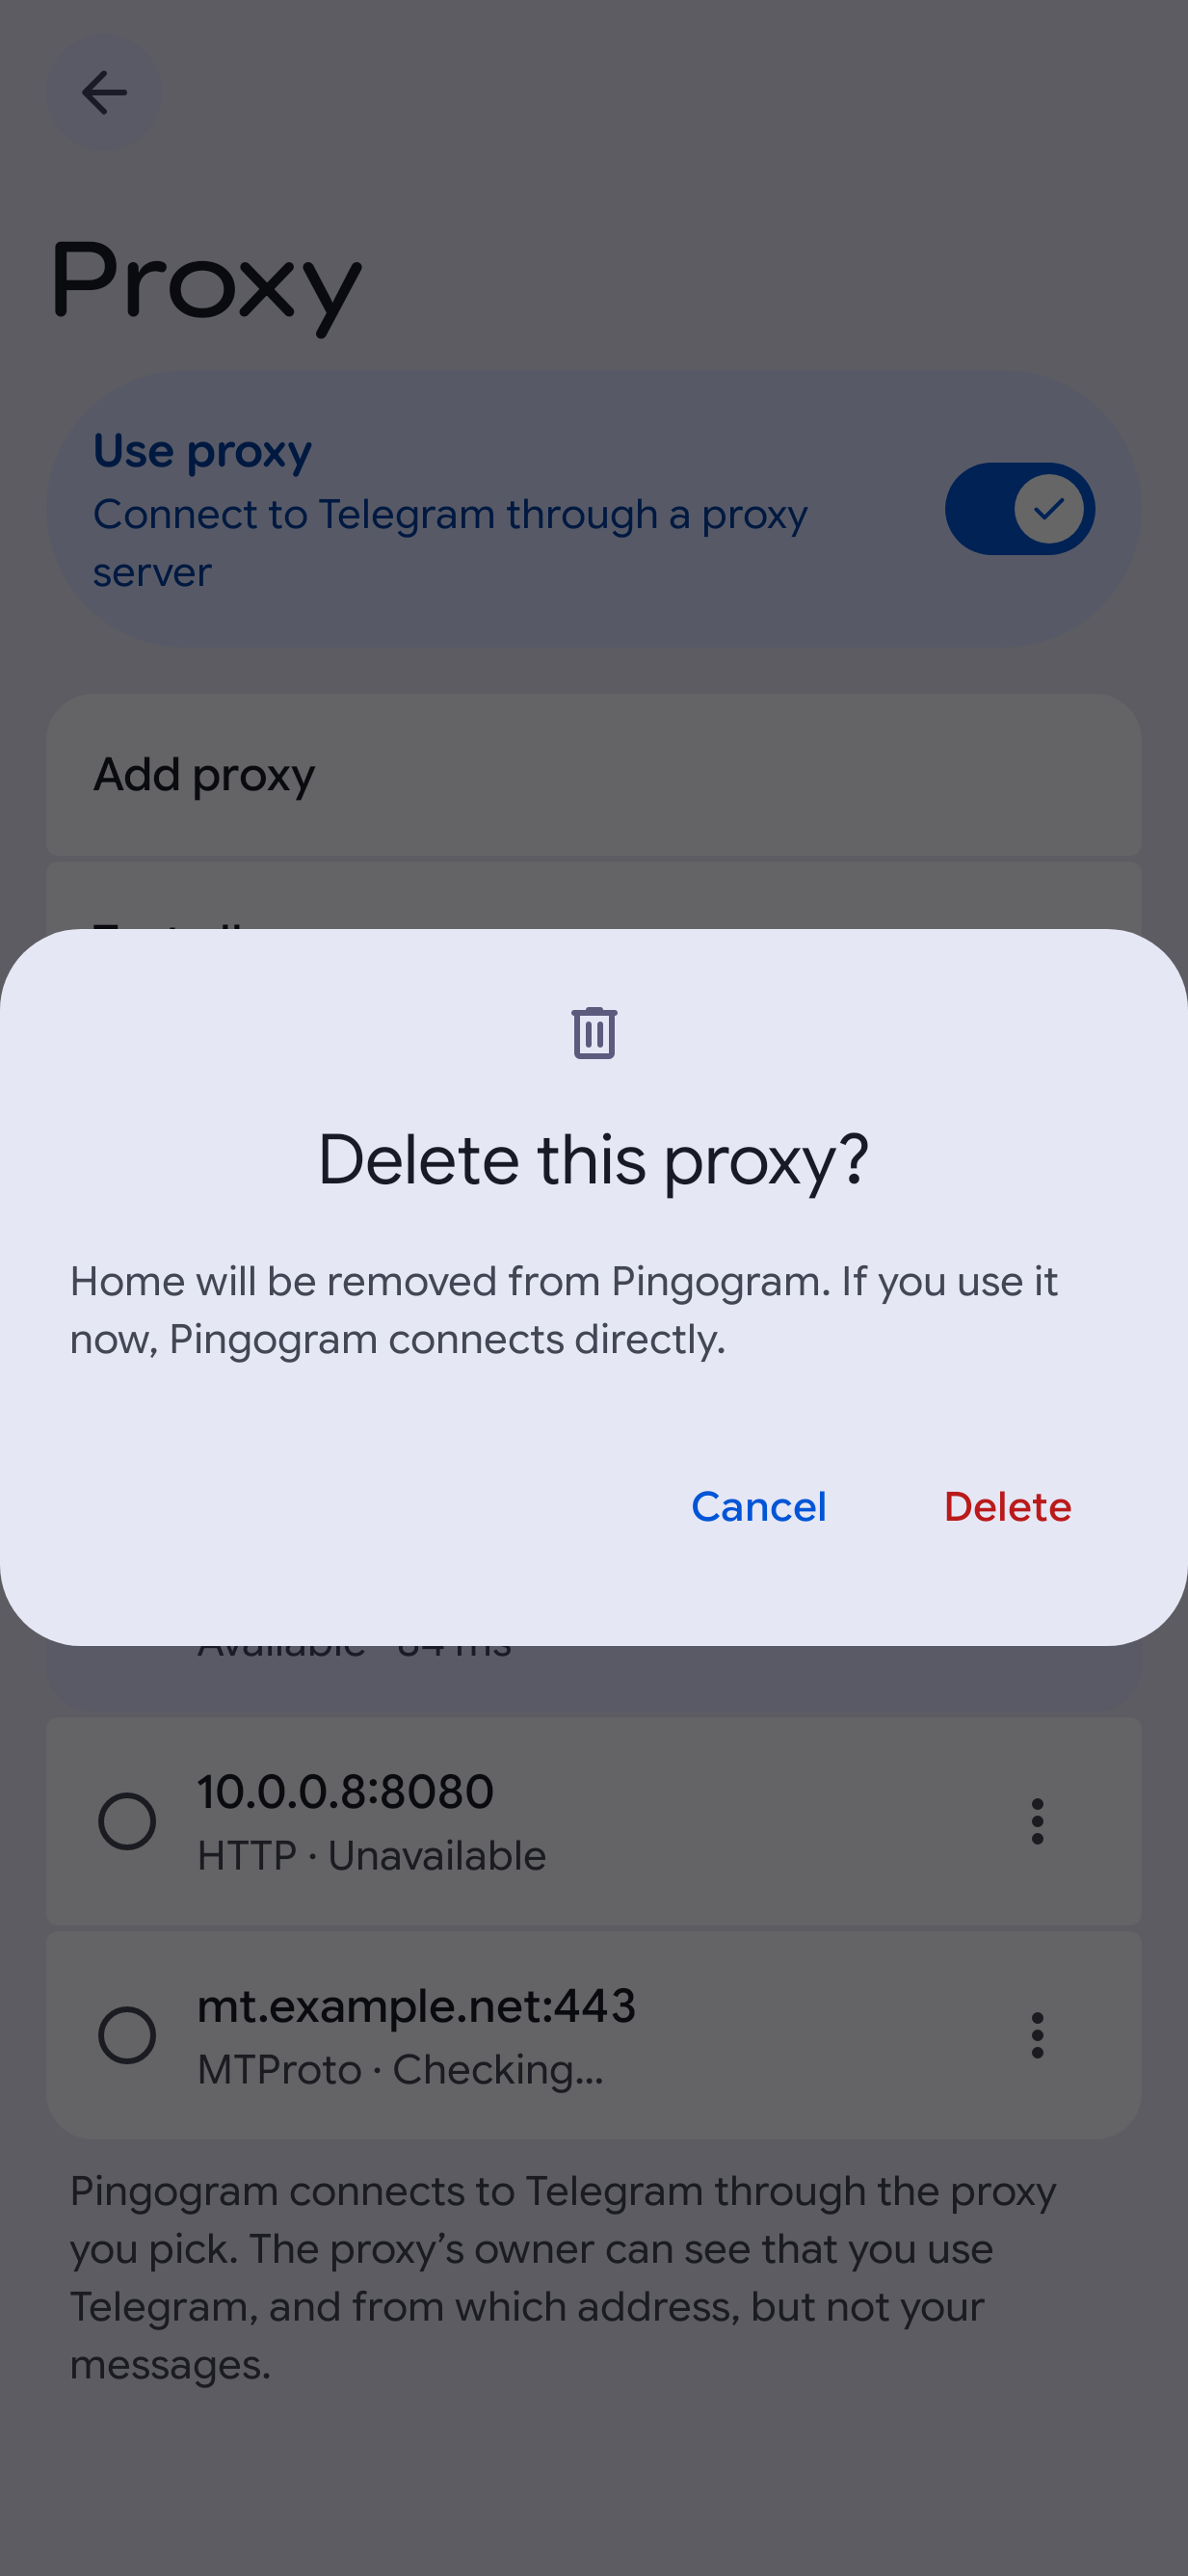 Proxy
Use proxy
Connect to Telegram through a proxy
server
Add proxy
Delete this proxy?
Home will be removed from Pingogram. If you use it
now, Pingogram connects directly.
Cancel
Delete
10.0.0.8:8080
HTTP · Unavailable
mt.example.net:443
MTProto · Checking…
Pingogram connects to Telegram through the proxy
you pick. The proxy’s owner can see that you use
Telegram, and from which address, but not your
messages.